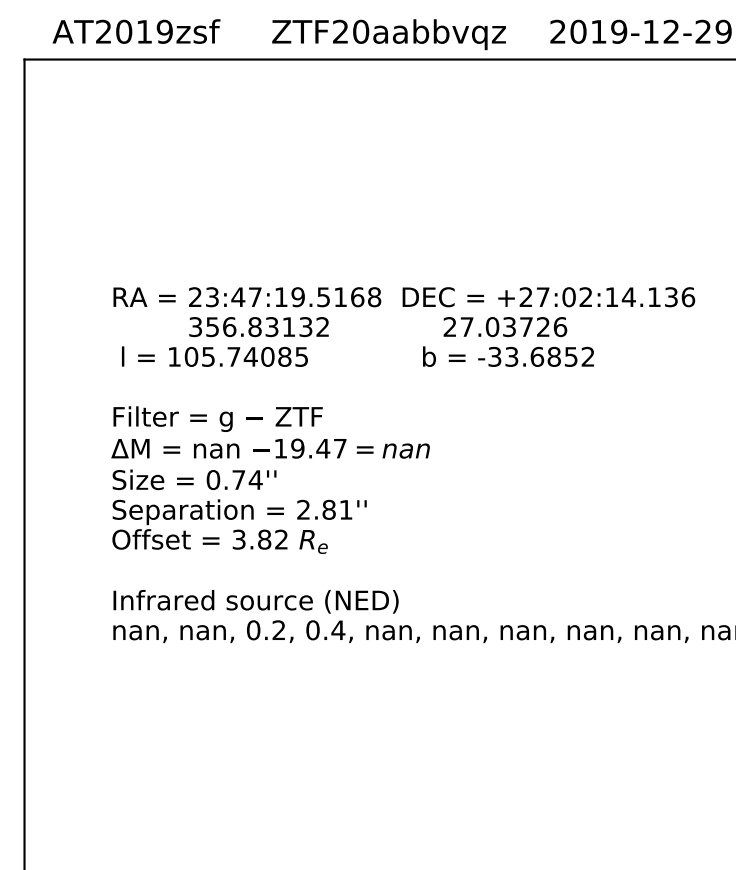 AT2019zsf ZTF20aabbvqz 2019-12-29
RA = 23:47:19.5168 DEC = +27:02:14.136
356.83132 27.03726
l = 105.74085 b = -33.6852
Filter = g − ZTF
ΔM = nan −19.47 = nan
Size = 0.74''
Separation = 2.81''
Offset = 3.82 Re
Infrared source (NED)
nan, nan, 0.2, 0.4, nan, nan, nan, nan, nan,